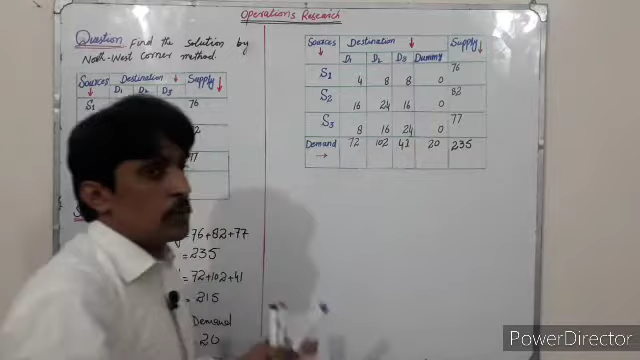 Operations Research
Question Find the solution by
North-West Corner method.
Sources Destination Supply
D1 D2 D3
S1 76
2
77
= 76+82+77
= 235
= 72+102+41
= 215
Demand
20
Sources Destination Supply
D1 D2 D3 Dummy
S1 4 8 8 0 76
S2 16 24 16 0 82
S3 8 16 24 0 77
Demand 72 102 41 20 235
PowerDirector